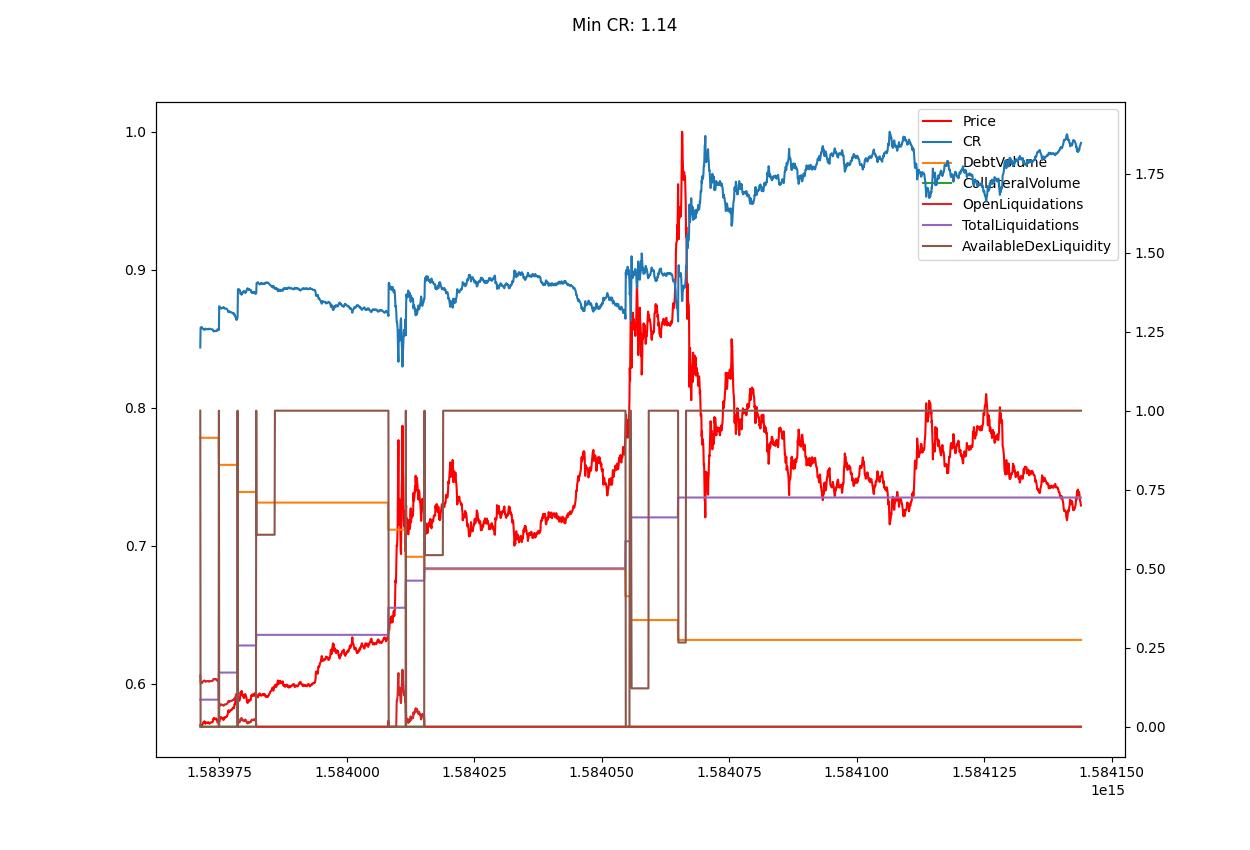 Min CR: 1.14
1.0
0.9
0.8
0.7
0.6
1.75
1.50
1.25
1.00
0.75
0.50
0.25
0.00
Price
CR
DebtVolume
CollateralVolume
OpenLiquidations
TotalLiquidations
AvailableDexLiquidity
1.583975 1.584000 1.584025 1.584050 1.584075 1.584100 1.584125 1.584150
1e15